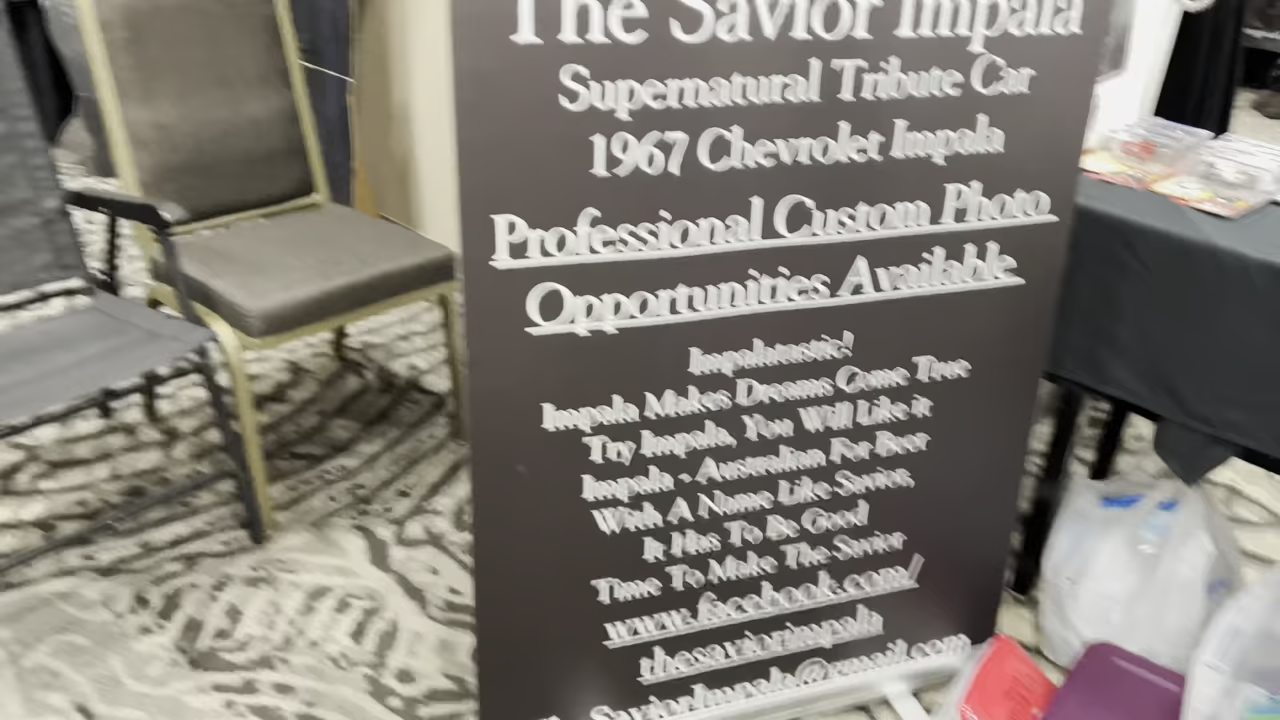 The Savior Impala
Supernatural Tribute Car
1967 Chevrolet Impala
Professional Custom Photo
Opportunities Available
Impalatastic!
Impala Makes Dreams Come True
Try Impala, You Will Like it
Impala - Australian For Beer
With A Name Like Savior,
It Has To Be Good
Time To Make The Savior
www.facebook.com/
thesaviorimpala
SaviorImpala@gmail.com